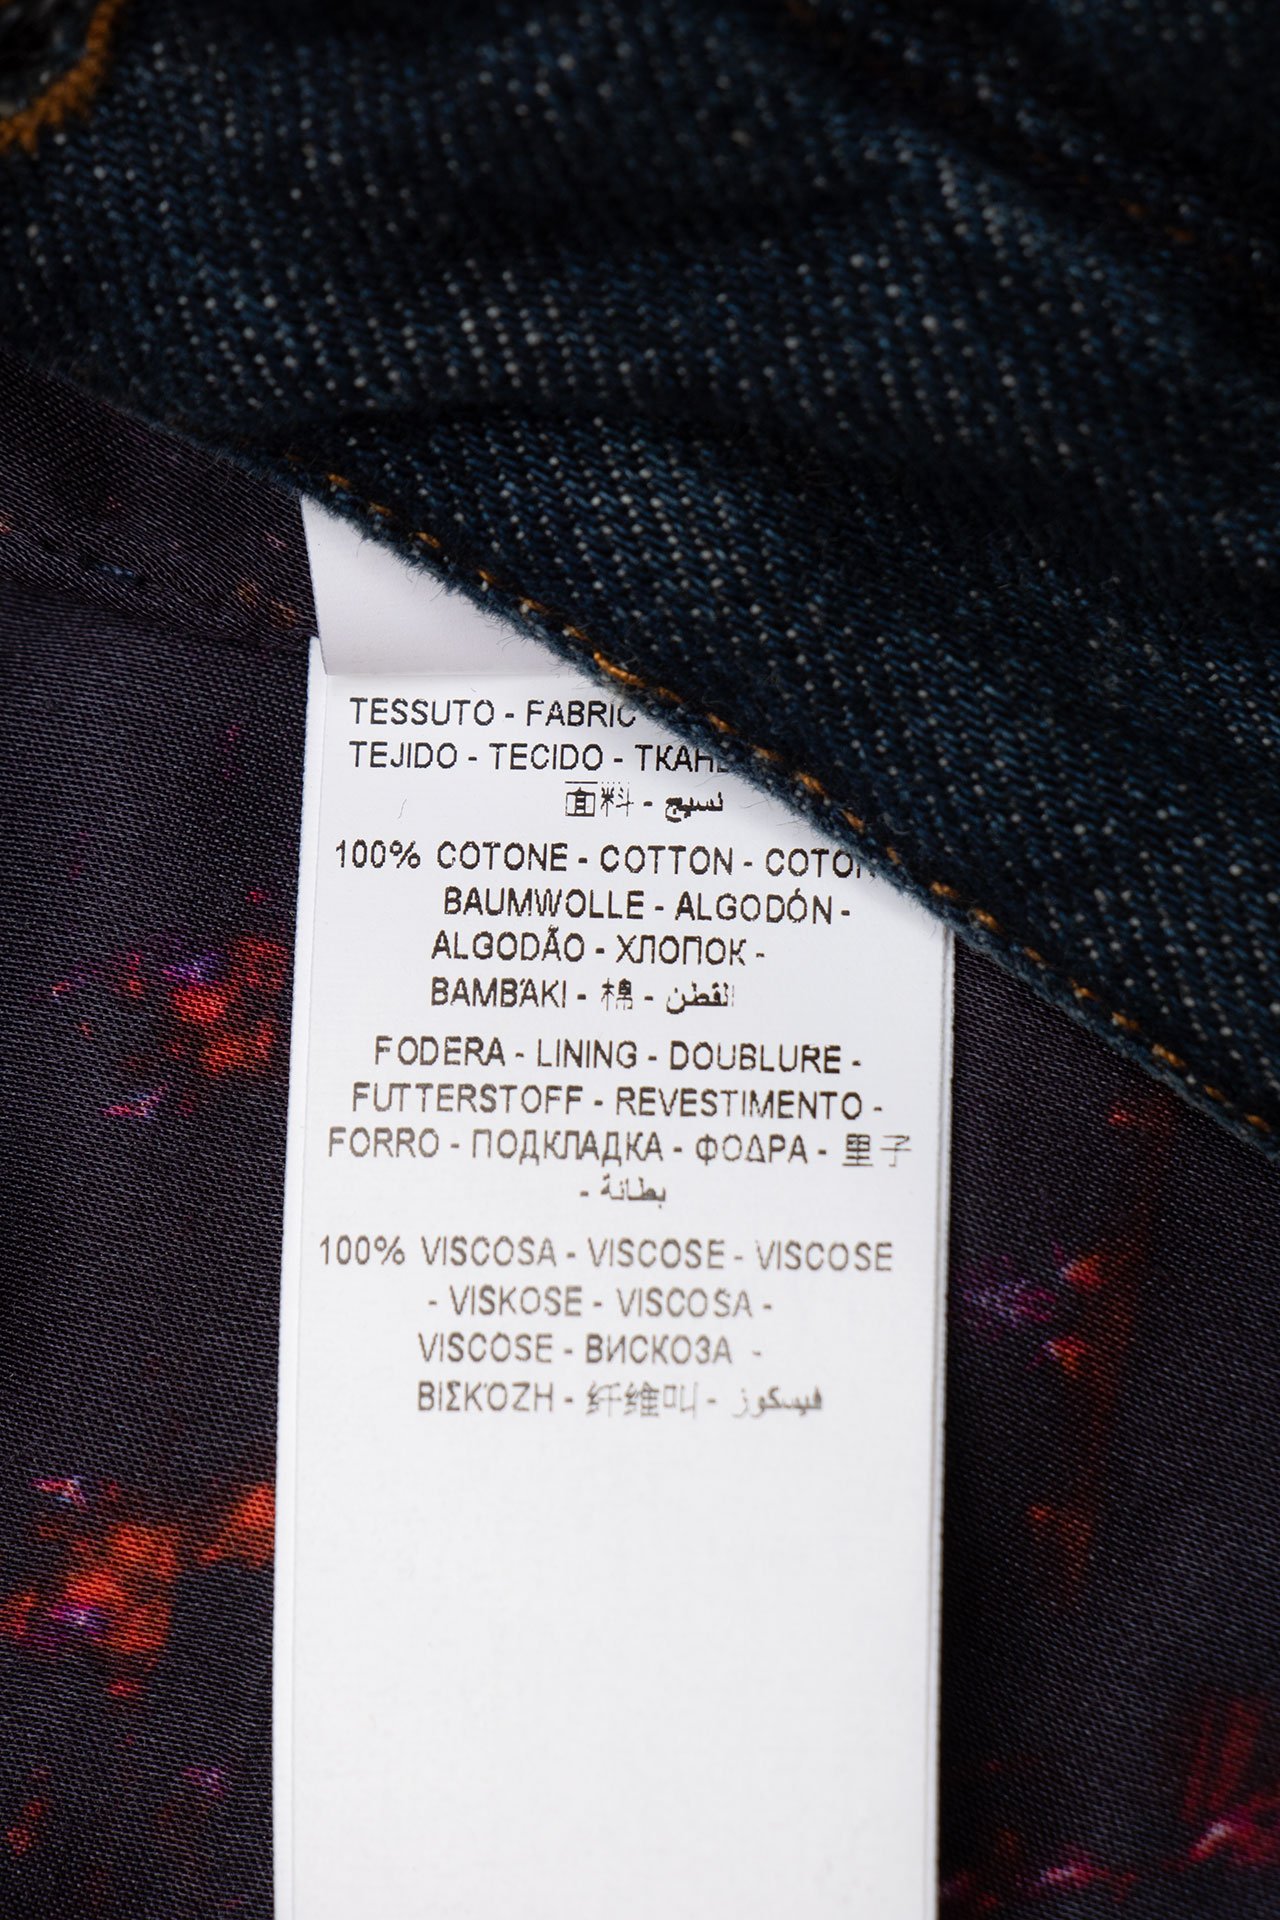 TESSUTO - FABRIC
TEJIDO - TECIDO - ТКАНЬ
面料 - نسيج
100% COTONE - COTTON - COTON
BAUMWOLLE - ALGODÓN -
ALGODÃO - ХЛОПОК -
ΒΑΜΒΆΚΙ - 棉 - القطن
FODERA - LINING - DOUBLURE -
FUTTERSTOFF - REVESTIMENTO -
FORRO - ПОДКЛАДКА - ΦΟΔΡΑ - 里子
- بطانة
100% VISCOSA - VISCOSE - VISCOSE
- VISKOSE - VISCOSA -
VISCOSE - ВИСКОЗА -
ΒΙΣΚΌΖΗ - 纤维叫 - فيسكوز